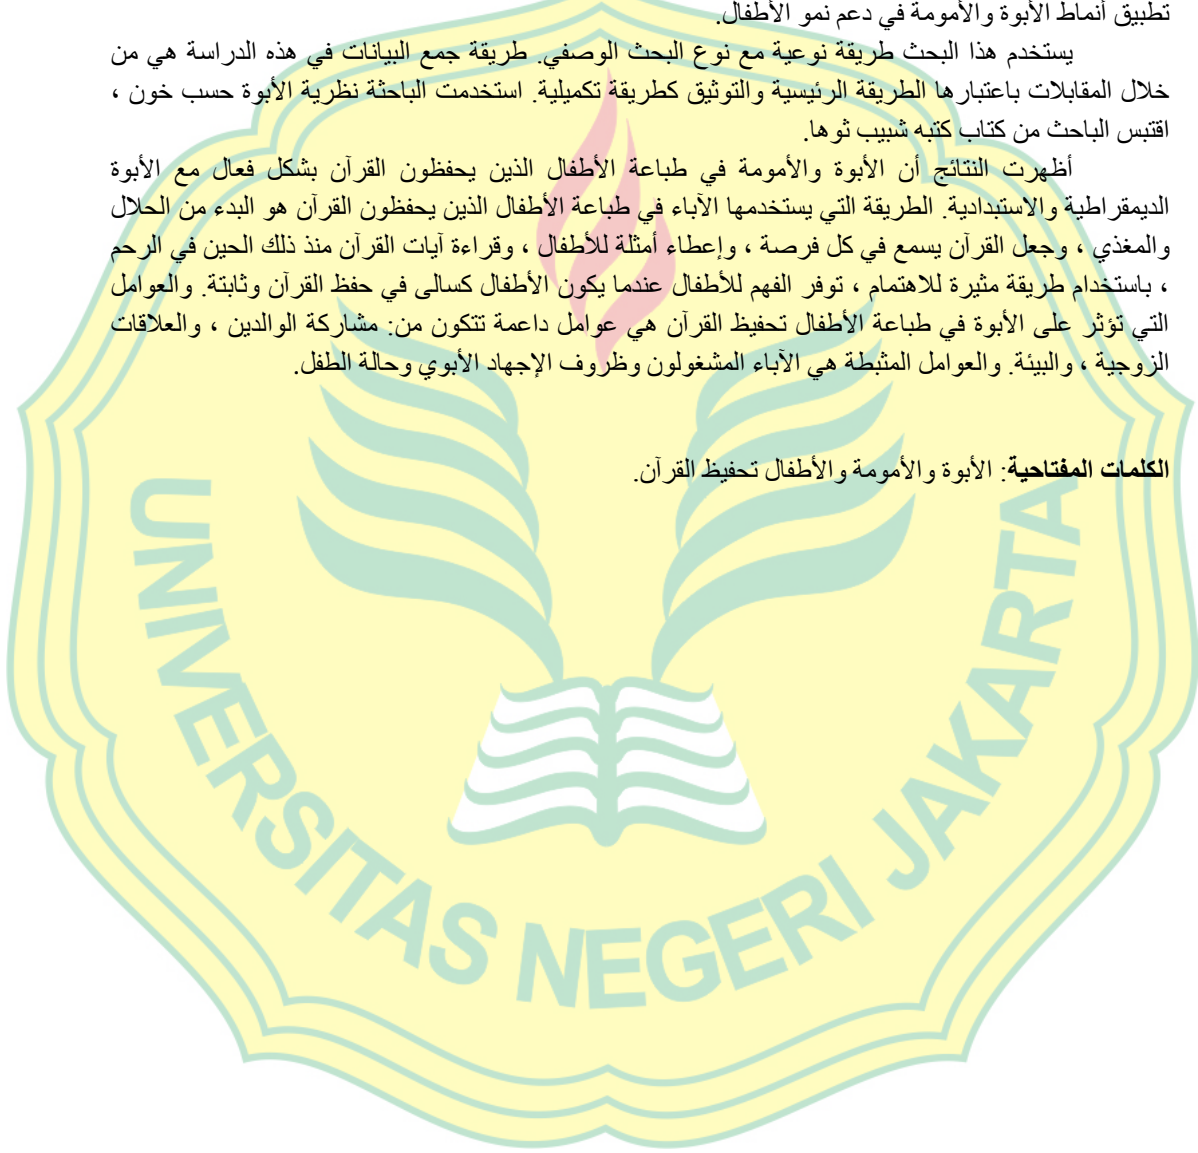 تطبيق أنماط الأبوة والأمومة في دعم نمو الأطفال.
يستخدم هذا البحث طريقة نوعية مع نوع البحث الوصفي. طريقة جمع البيانات في هذه الدراسة هي من
خلال المقابلات باعتبارها الطريقة الرئيسية والتوثيق كطريقة تكميلية. استخدمت الباحثة نظرية الأبوة حسب خون ،
اقتبس الباحث من كتاب كتبه شبيب ثوها.
أظهرت النتائج أن الأبوة والأمومة في طباعة الأطفال الذين يحفظون القرآن بشكل فعال مع الأبوة
الديمقراطية والاستبدادية. الطريقة التي يستخدمها الآباء في طباعة الأطفال الذين يحفظون القرآن هو البدء من الحلال
والمغذي ، وجعل القرآن يسمع في كل فرصة ، وإعطاء أمثلة للأطفال ، وقراءة آيات القرآن منذ ذلك الحين في الرحم
، باستخدام طريقة مثيرة للاهتمام ، توفر الفهم للأطفال عندما يكون الأطفال كسالى في حفظ القرآن وثابتة. والعوامل
التي تؤثر على الأبوة في طباعة الأطفال تحفيظ القرآن هي عوامل داعمة تتكون من: مشاركة الوالدين ، والعلاقات
الزوجية ، والبيئة. والعوامل المثبطة هي الآباء المشغولون وظروف الإجهاد الأبوي وحالة الطفل.
الكلمات المفتاحية: الأبوة والأمومة والأطفال تحفيظ القرآن.
UNIVERSITAS NEGERI JAKARTA